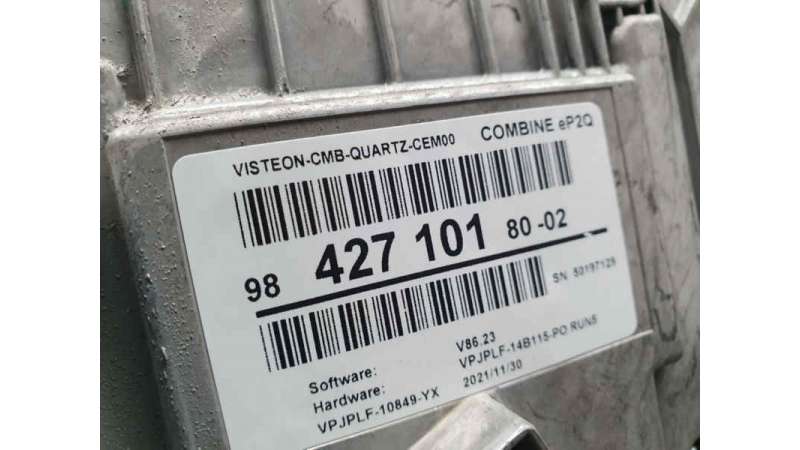 VISTEON-CMB-QUARTZ-CEM00 COMBINE eP2Q
98 427 101 80-02
SN 50197125
Software: V86.23
Hardware: VPJPLF-14B115-PO RUN5
VPJPLF-10849-YX 2021/11/30